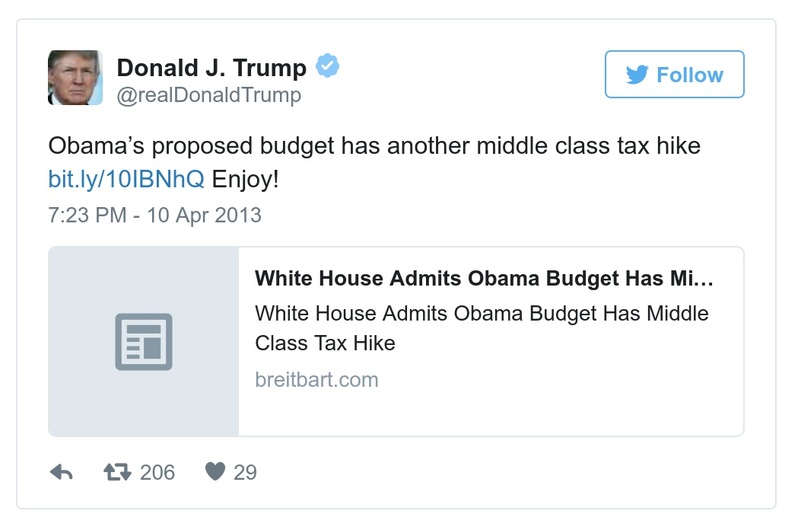 Donald J. Trump
@realDonaldTrump
Follow
Obama’s proposed budget has another middle class tax hike
bit.ly/10IBNhQ Enjoy!
7:23 PM - 10 Apr 2013
White House Admits Obama Budget Has Mi…
White House Admits Obama Budget Has Middle
Class Tax Hike
breitbart.com
206
29